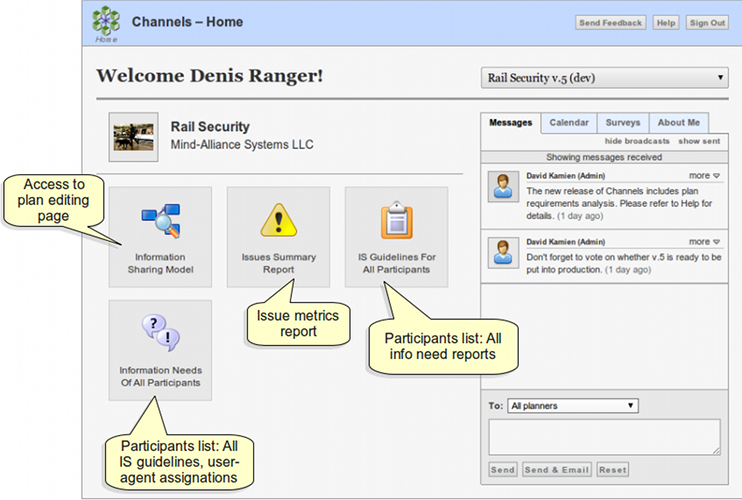 Channels – Home
Send Feedback
Help
Sign Out
Home
Welcome Denis Ranger!
Rail Security v.5 (dev)
Rail Security
Mind-Alliance Systems LLC
Messages
Calendar
Surveys
About Me
hide broadcasts
show sent
Showing messages received
David Kamien (Admin)
more
The new release of Channels includes plan
requirements analysis. Please refer to Help for
details. (1 day ago)
David Kamien (Admin)
more
Don't forget to vote on whether v.5 is ready to be
put into production. (1 day ago)
Access to
plan editing
page
Information
Sharing Model
Issues Summary
Report
IS Guidelines For
All Participants
Issue metrics
report
Participants list: All
info need reports
?
!
Information Needs
Of All Participants
Participants list: All
IS guidelines, user-
agent assignations
To:
All planners
Send
Send & Email
Reset